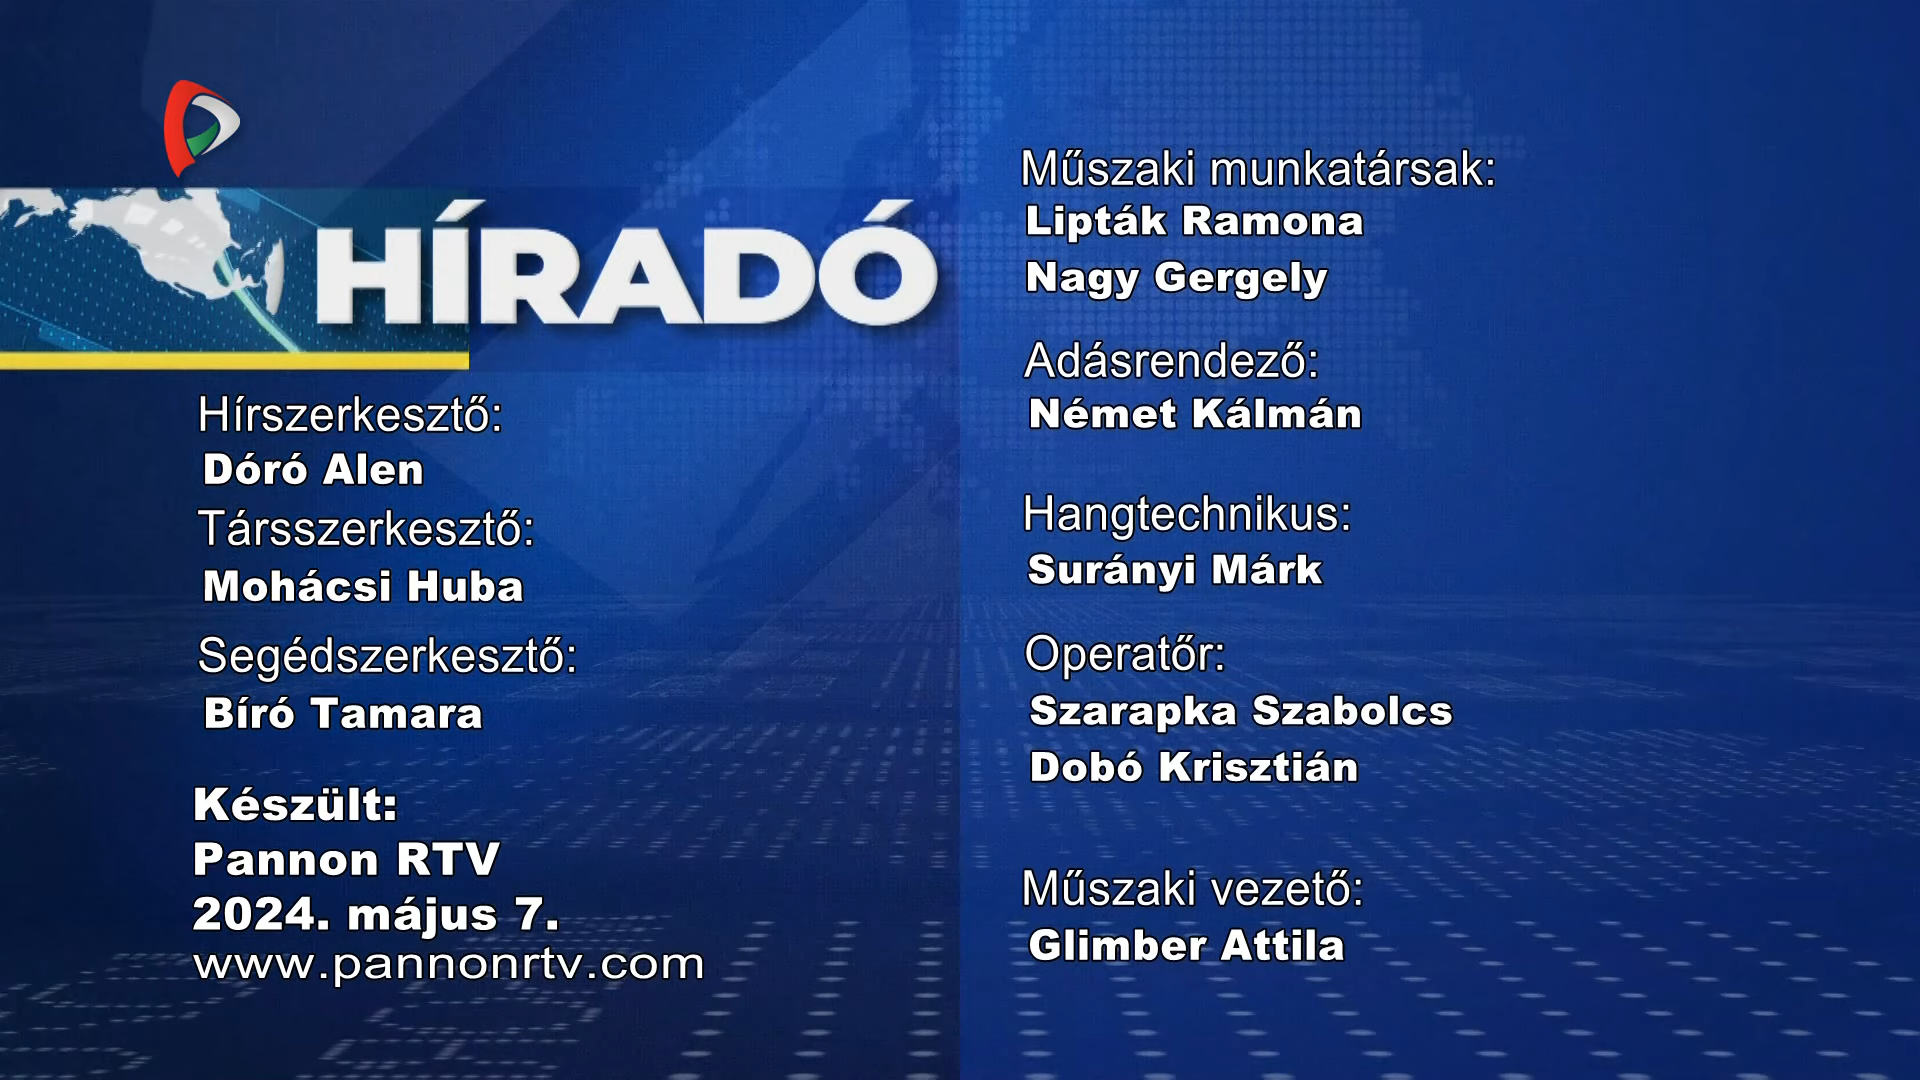 HÍRADÓ
Hírszerkesztő:
Dóró Alen
Társszerkesztő:
Mohácsi Huba
Segédszerkesztő:
Bíró Tamara
Készült:
Pannon RTV
2024. május 7.
www.pannonrtv.com
Műszaki munkatársak:
Lipták Ramona
Nagy Gergely
Adásrendező:
Német Kálmán
Hangtechnikus:
Surányi Márk
Operatőr:
Szarapka Szabolcs
Dobó Krisztián
Műszaki vezető:
Glimber Attila